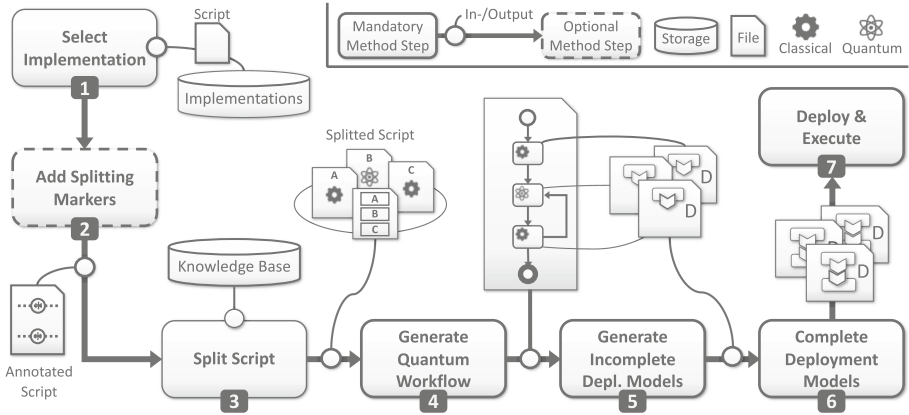 Select
Implementation
1
Script
Implementations
Mandatory
Method Step
In-/Output
Optional
Method Step
Storage
File
Classical
Quantum
Add Splitting
Markers
2
Annotated
Script
Knowledge Base
Split Script
3
Splitted Script
A
B
C
A
B
C
Generate
Quantum
Workflow
4
D
D
D
Generate
Incomplete
Depl. Models
5
Complete
Deployment
Models
6
D
D
D
Deploy &
Execute
7